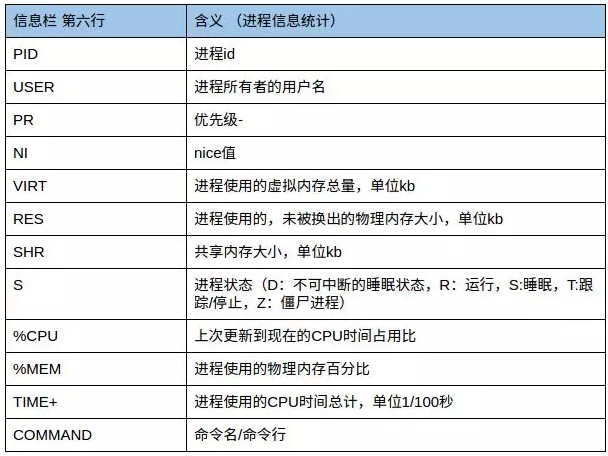 信息栏 第六行 含义 （进程信息统计）
PID 进程id
USER 进程所有者的用户名
PR 优先级-
NI nice值
VIRT 进程使用的虚拟内存总量，单位kb
RES 进程使用的，未被换出的物理内存大小，单位kb
SHR 共享内存大小，单位kb
S 进程状态（D：不可中断的睡眠状态，R：运行，S:睡眠，T:跟
踪/停止，Z：僵尸进程）
%CPU 上次更新到现在的CPU时间占用比
%MEM 进程使用的物理内存百分比
TIME+ 进程使用的CPU时间总计，单位1/100秒
COMMAND 命令名/命令行